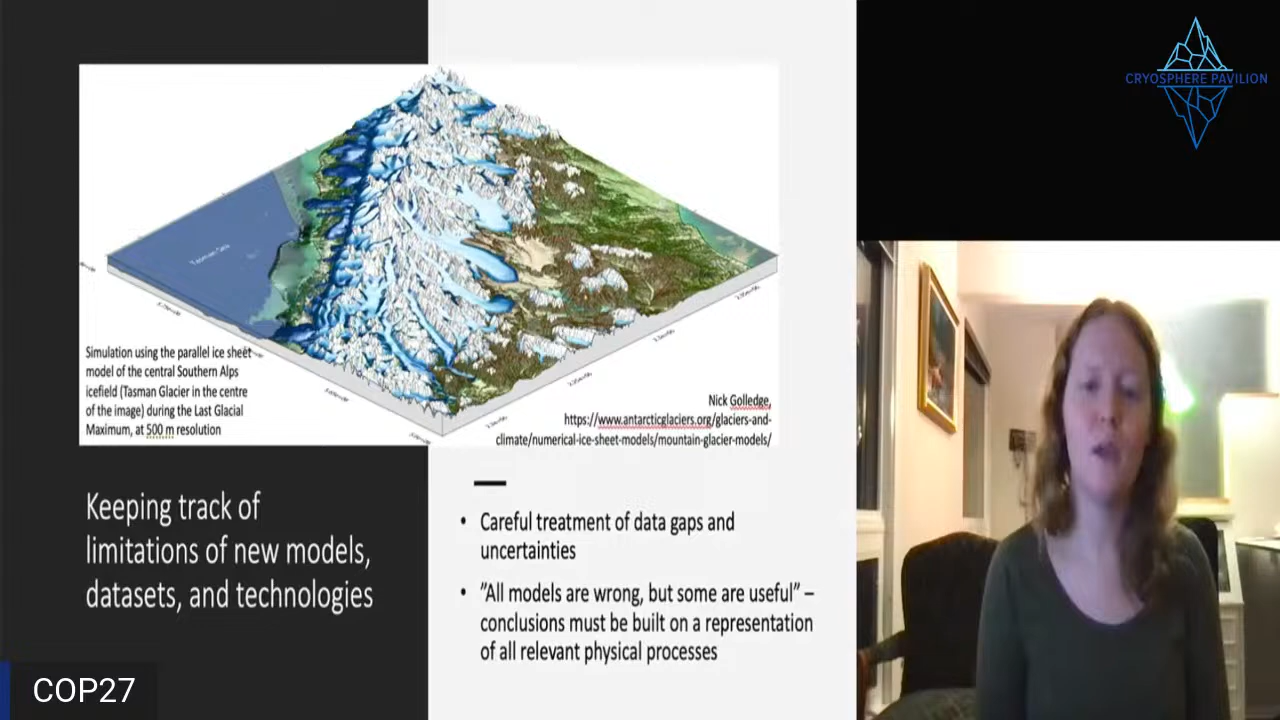 CRYOSPHERE PAVILION
Tasman Sea
Simulation using the parallel ice sheet
model of the central Southern Alps
icefield (Tasman Glacier in the centre
of the image) during the Last Glacial
Maximum, at 500 m resolution
Nick Golledge,
https://www.antarcticglaciers.org/glaciers-and-
climate/numerical-ice-sheet-models/mountain-glacier-models/
Keeping track of
limitations of new models,
datasets, and technologies
• Careful treatment of data gaps and
uncertainties
• ”All models are wrong, but some are useful” –
conclusions must be built on a representation
of all relevant physical processes
COP27